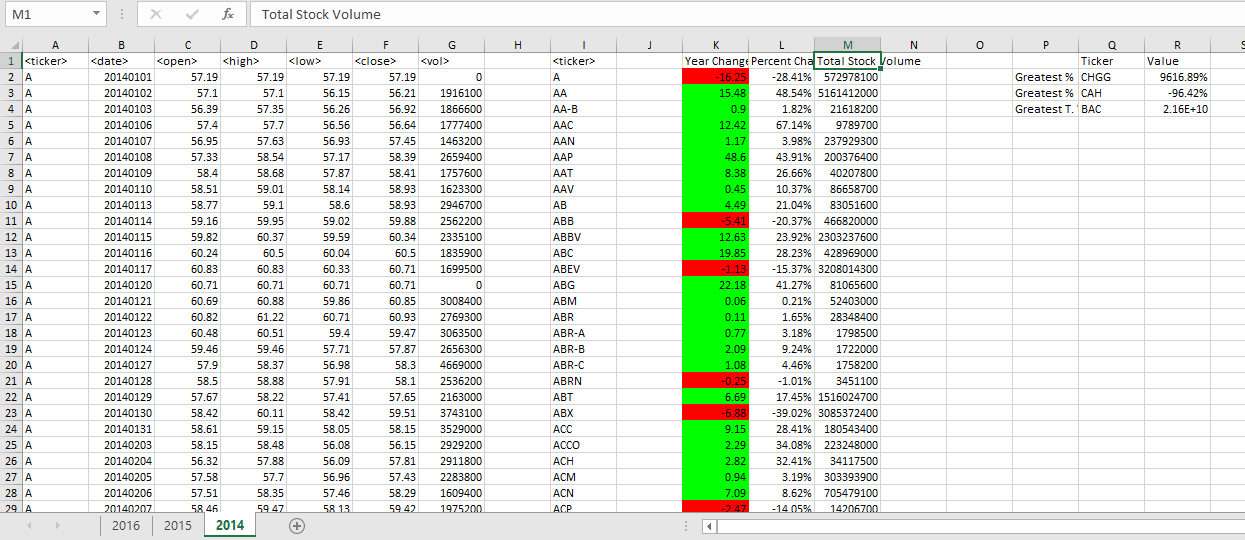 M1 fx Total Stock Volume
A B C D E F G H I J K L M N O P Q R S
1 <ticker> <date> <open> <high> <low> <close> <vol> <ticker> Year Change Percent Cha Total Stock Volume Ticker Value
2 A 20140101 57.19 57.19 57.19 57.19 0 A -16.25 -28.41% 572978100 Greatest % CHGG 9616.89%
3 A 20140102 57.1 57.1 56.15 56.21 1916100 AA 15.48 48.54% 5161412000 Greatest % CAH -96.42%
4 A 20140103 56.39 57.35 56.26 56.92 1866600 AA-B 0.9 1.82% 21618200 Greatest T. BAC 2.16E+10
5 A 20140106 57.4 57.7 56.56 56.64 1777400 AAC 12.42 67.14% 9789700
6 A 20140107 56.95 57.63 56.93 57.45 1463200 AAN 1.17 3.98% 237929300
7 A 20140108 57.33 58.54 57.17 58.39 2659400 AAP 48.6 43.91% 200376400
8 A 20140109 58.4 58.68 57.87 58.41 1757600 AAT 8.38 26.66% 40207800
9 A 20140110 58.51 59.01 58.14 58.93 1623300 AAV 0.45 10.37% 86658700
10 A 20140113 58.77 59.1 58.6 58.93 2946700 AB 4.49 21.04% 83051600
11 A 20140114 59.16 59.95 59.02 59.88 2562200 ABB -5.41 -20.37% 466820000
12 A 20140115 59.82 60.37 59.59 60.34 2335100 ABBV 12.63 23.92% 2303237600
13 A 20140116 60.24 60.5 60.04 60.5 1835900 ABC 19.85 28.23% 428969000
14 A 20140117 60.83 60.83 60.33 60.71 1699500 ABEV -1.13 -15.37% 3208014300
15 A 20140120 60.71 60.71 60.71 60.71 0 ABG 22.18 41.27% 81065600
16 A 20140121 60.69 60.88 59.86 60.85 3008400 ABM 0.06 0.21% 52403000
17 A 20140122 60.82 61.22 60.71 60.93 2769300 ABR 0.11 1.65% 28348400
18 A 20140123 60.48 60.51 59.4 59.47 3063500 ABR-A 0.77 3.18% 1798500
19 A 20140124 59.46 59.46 57.71 57.87 2656300 ABR-B 2.09 9.24% 1722000
20 A 20140127 57.9 58.37 56.98 58.3 4669000 ABR-C 1.08 4.46% 1758200
21 A 20140128 58.5 58.88 57.91 58.1 2536200 ABRN -0.25 -1.01% 3451100
22 A 20140129 57.67 58.22 57.41 57.65 2163000 ABT 6.69 17.45% 1516024700
23 A 20140130 58.42 60.11 58.42 59.51 3743100 ABX -6.88 -39.02% 3085372400
24 A 20140131 58.61 59.15 58.05 58.15 3529000 ACC 9.15 28.41% 180543400
25 A 20140203 58.15 58.48 56.08 56.15 2929200 ACCO 2.29 34.08% 223248000
26 A 20140204 56.32 57.88 56.09 57.81 2911800 ACH 2.82 32.41% 34117500
27 A 20140205 57.58 57.7 56.96 57.43 2283800 ACM 0.94 3.19% 303393900
28 A 20140206 57.51 58.35 57.46 58.29 1609400 ACN 7.09 8.62% 705479100
29 A 20140207 58.46 59.47 58.13 59.42 1975200 ACP -2.47 -14.05% 14206700
2016 2015 2014